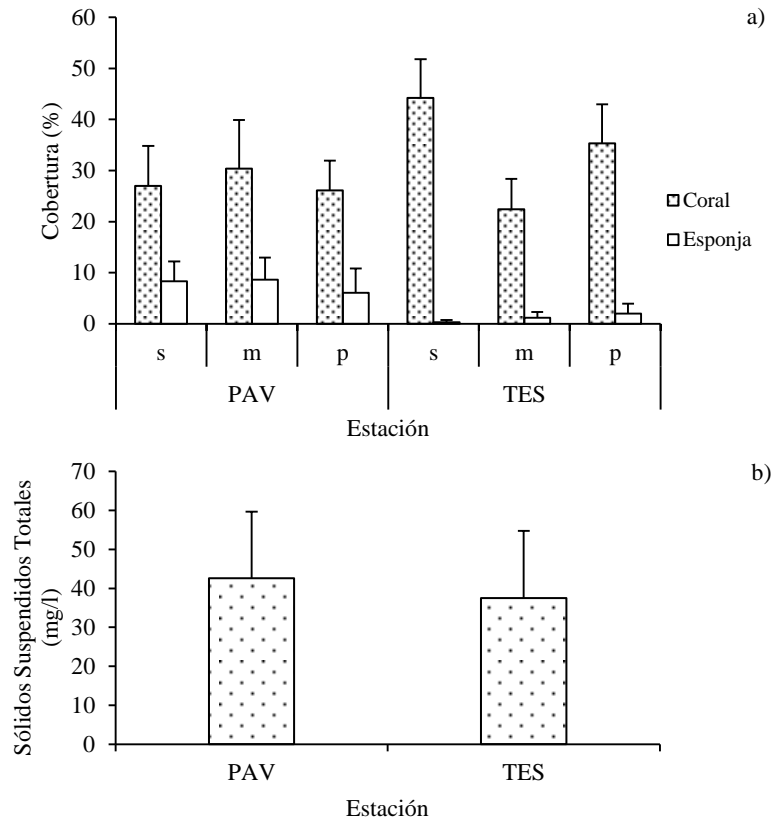 a)
60
50
40
30
20
10
0
Cobertura (%)
Coral
Esponja
s m p s m p
PAV TES
Estación
b)
70
60
50
40
30
20
10
0
Sólidos Suspendidos Totales
(mg/l)
PAV TES
Estación